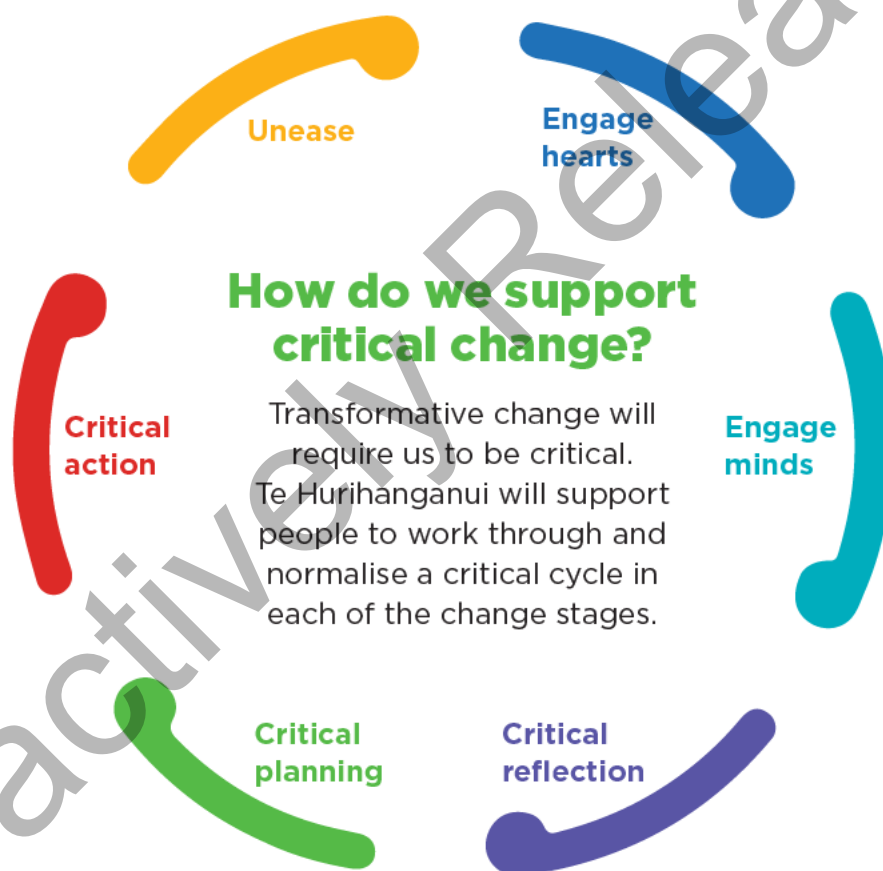 Unease
Engage
hearts
How do we support
critical change?
Transformative change will
require us to be critical.
Te Hurihanganui will support
people to work through and
normalise a critical cycle in
each of the change stages.
Critical
action
Engage
minds
Critical
planning
Critical
reflection
actively Relea